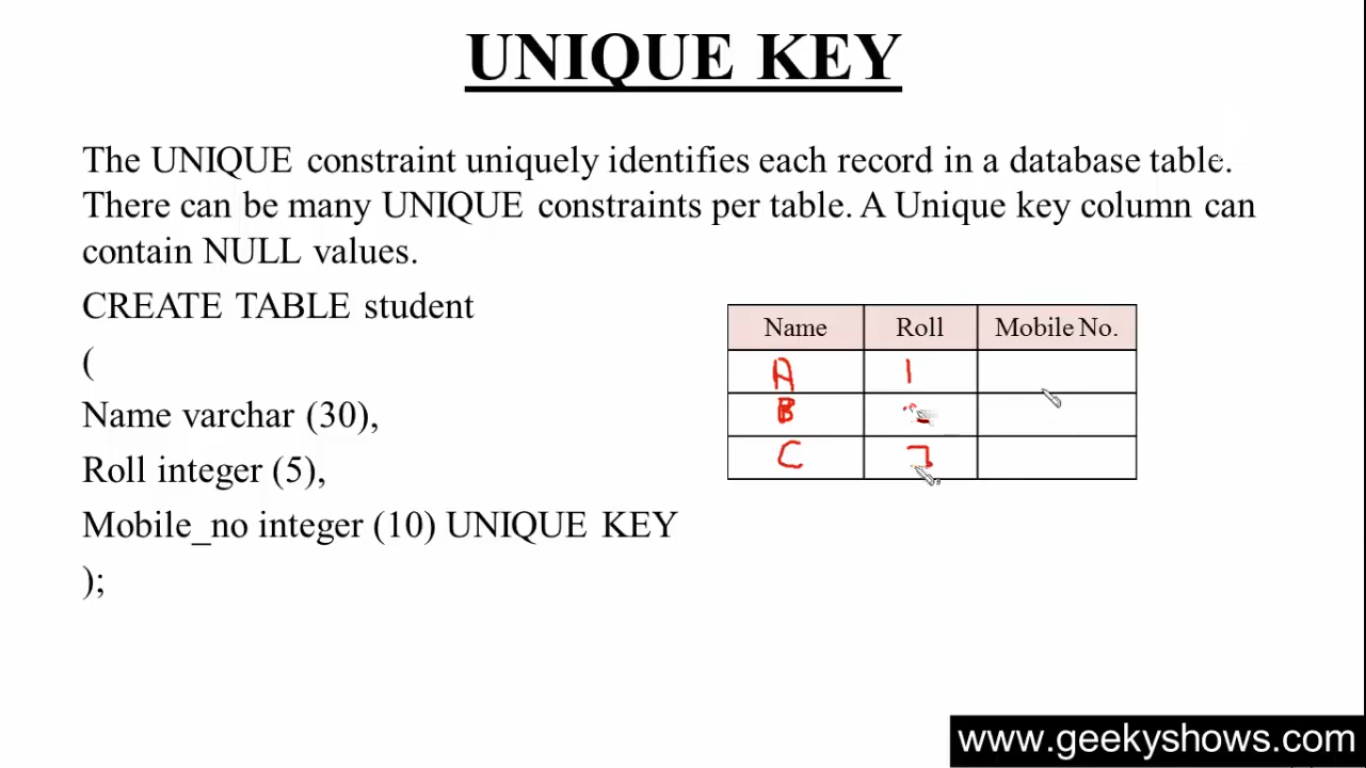 UNIQUE KEY
The UNIQUE constraint uniquely identifies each record in a database table.
There can be many UNIQUE constraints per table. A Unique key column can
contain NULL values.
CREATE TABLE student
(
Name varchar (30),
Roll integer (5),
Mobile_no integer (10) UNIQUE KEY
);
Name Roll Mobile No.
A 1
B
C
www.geekyshows.com